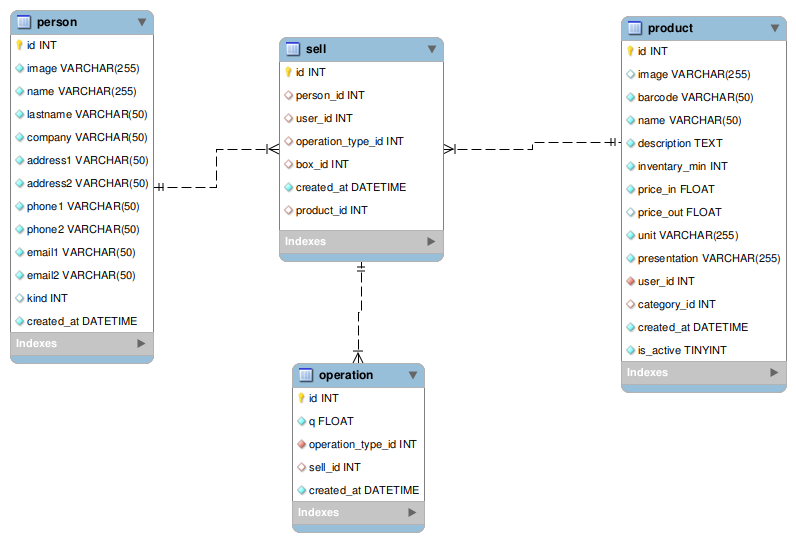 person
id INT
image VARCHAR(255)
name VARCHAR(255)
lastname VARCHAR(50)
company VARCHAR(50)
address1 VARCHAR(50)
address2 VARCHAR(50)
phone1 VARCHAR(50)
phone2 VARCHAR(50)
email1 VARCHAR(50)
email2 VARCHAR(50)
kind INT
created_at DATETIME
Indexes
sell
id INT
person_id INT
user_id INT
operation_type_id INT
box_id INT
created_at DATETIME
product_id INT
Indexes
product
id INT
image VARCHAR(255)
barcode VARCHAR(50)
name VARCHAR(50)
description TEXT
inventory_min INT
price_in FLOAT
price_out FLOAT
unit VARCHAR(255)
presentation VARCHAR(255)
user_id INT
category_id INT
created_at DATETIME
is_active TINYINT
Indexes
operation
id INT
q FLOAT
operation_type_id INT
sell_id INT
created_at DATETIME
Indexes